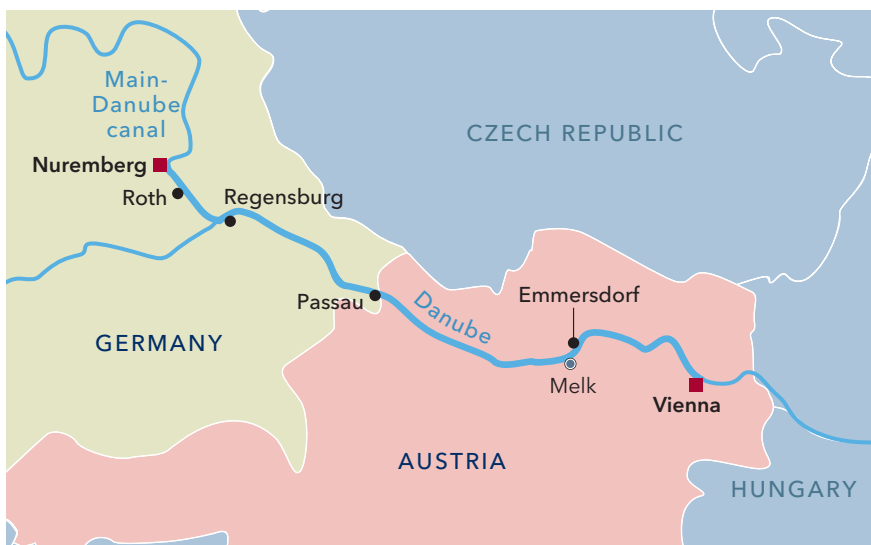 Main-
Danube
canal
CZECH REPUBLIC
Nuremberg
Roth
Regensburg
Passau
Danube
Emmersdorf
GERMANY
Melk
Vienna
AUSTRIA
HUNGARY